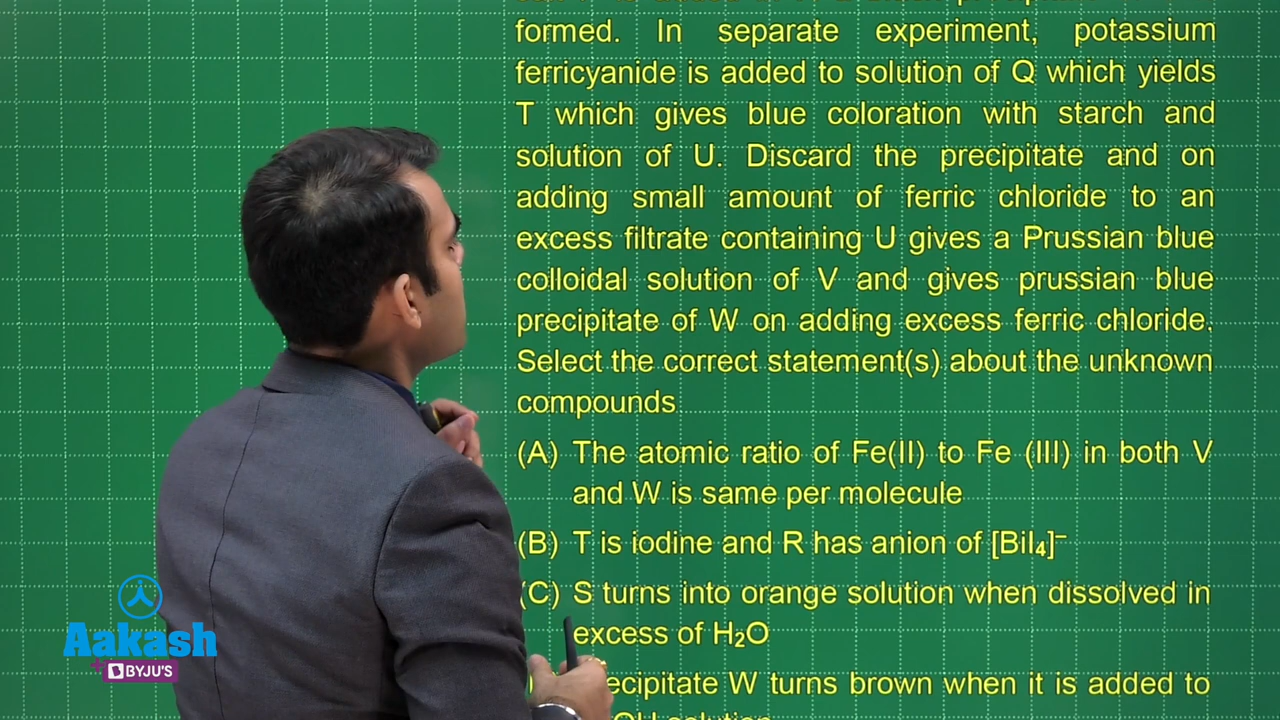 formed. In separate experiment, potassium
ferricyanide is added to solution of Q which yields
T which gives blue coloration with starch and
solution of U. Discard the precipitate and on
adding small amount of ferric chloride to an
excess filtrate containing U gives a Prussian blue
colloidal solution of V and gives prussian blue
precipitate of W on adding excess ferric chloride.
Select the correct statement(s) about the unknown
compounds
(A) The atomic ratio of Fe(II) to Fe (III) in both V
and W is same per molecule
(B) T is iodine and R has anion of [BiI₄]⁻
(C) S turns into orange solution when dissolved in
excess of H₂O
ecipitate W turns brown when it is added to
Aakash
+ BYJU'S